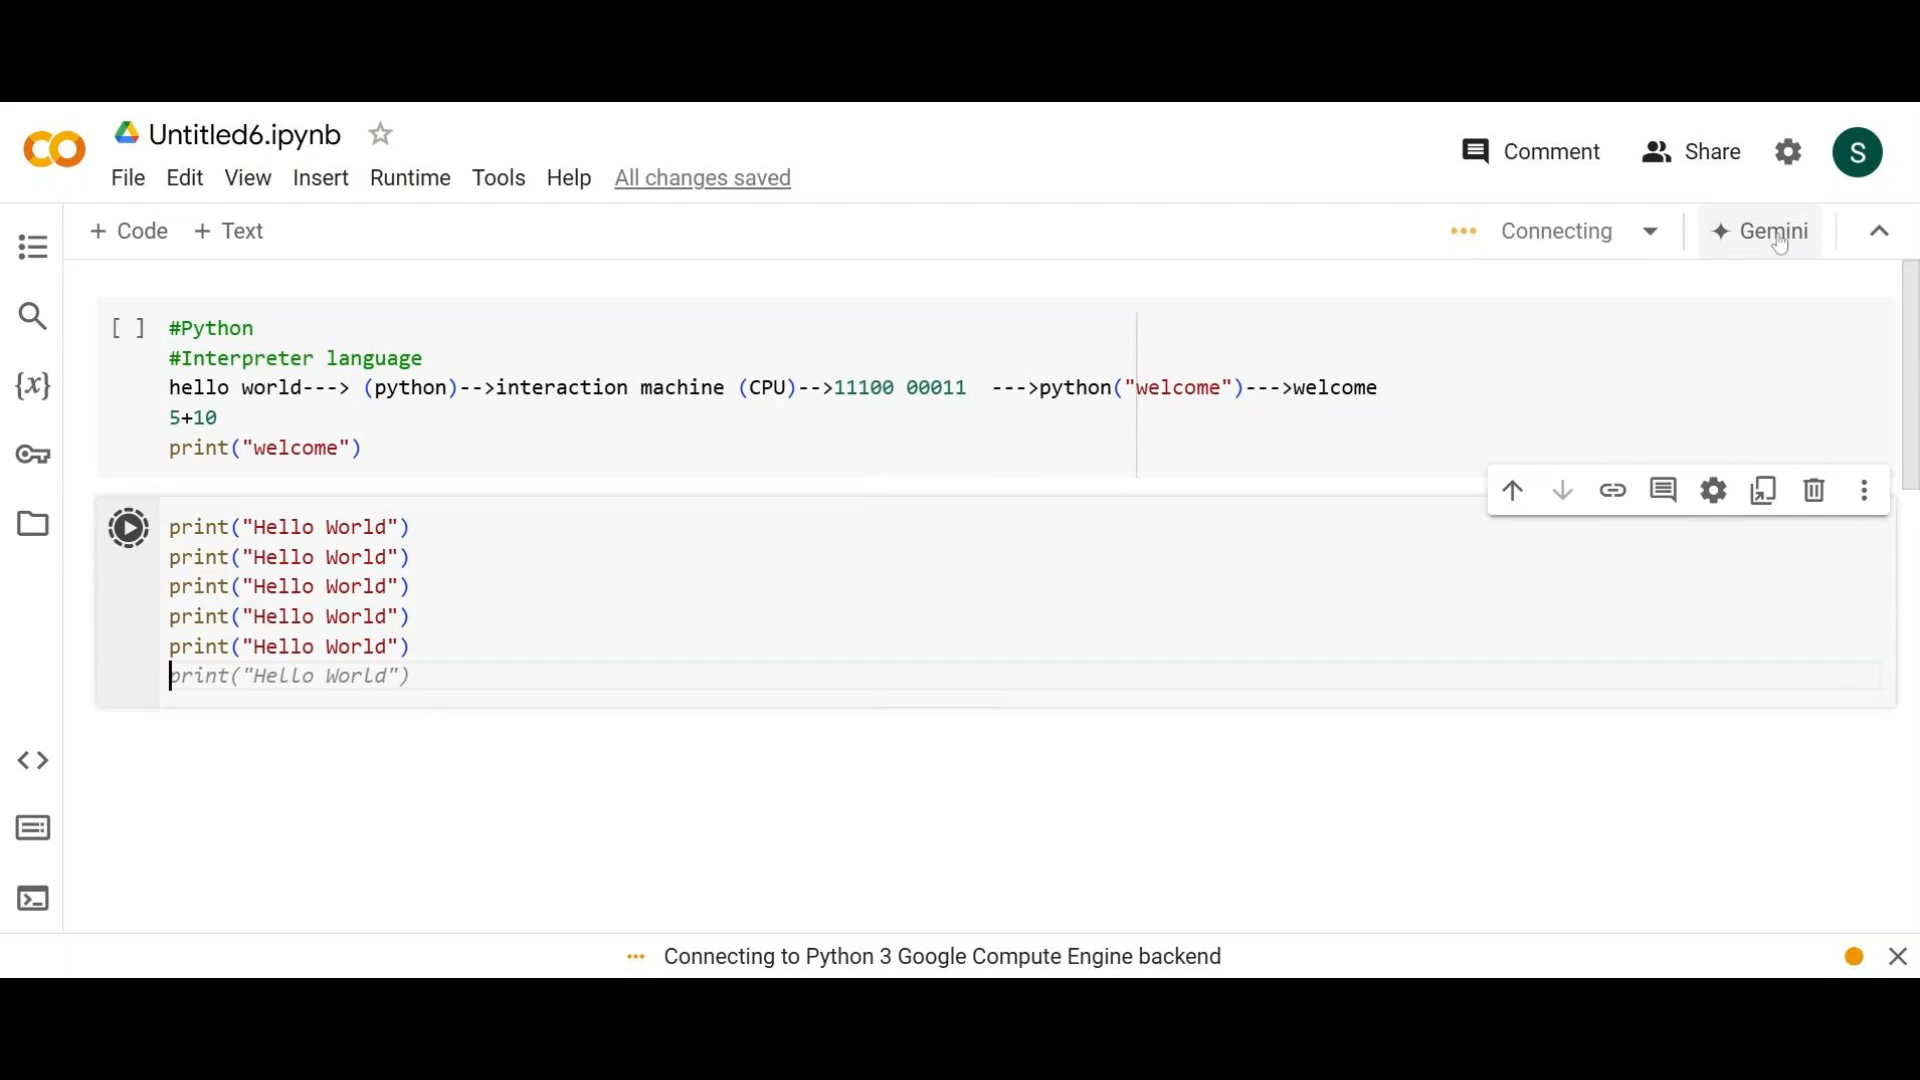 Untitled6.ipynb
Comment
Share
S
File Edit View Insert Runtime Tools Help All changes saved
+ Code + Text
Connecting
Gemini
[ ] #Python
#Interpreter language
hello world---> (python)-->interaction machine (CPU)-->11100 00011  --->python("welcome")--->welcome
5+10
print("welcome")
print("Hello World")
print("Hello World")
print("Hello World")
print("Hello World")
print("Hello World")
print("Hello World")
Connecting to Python 3 Google Compute Engine backend